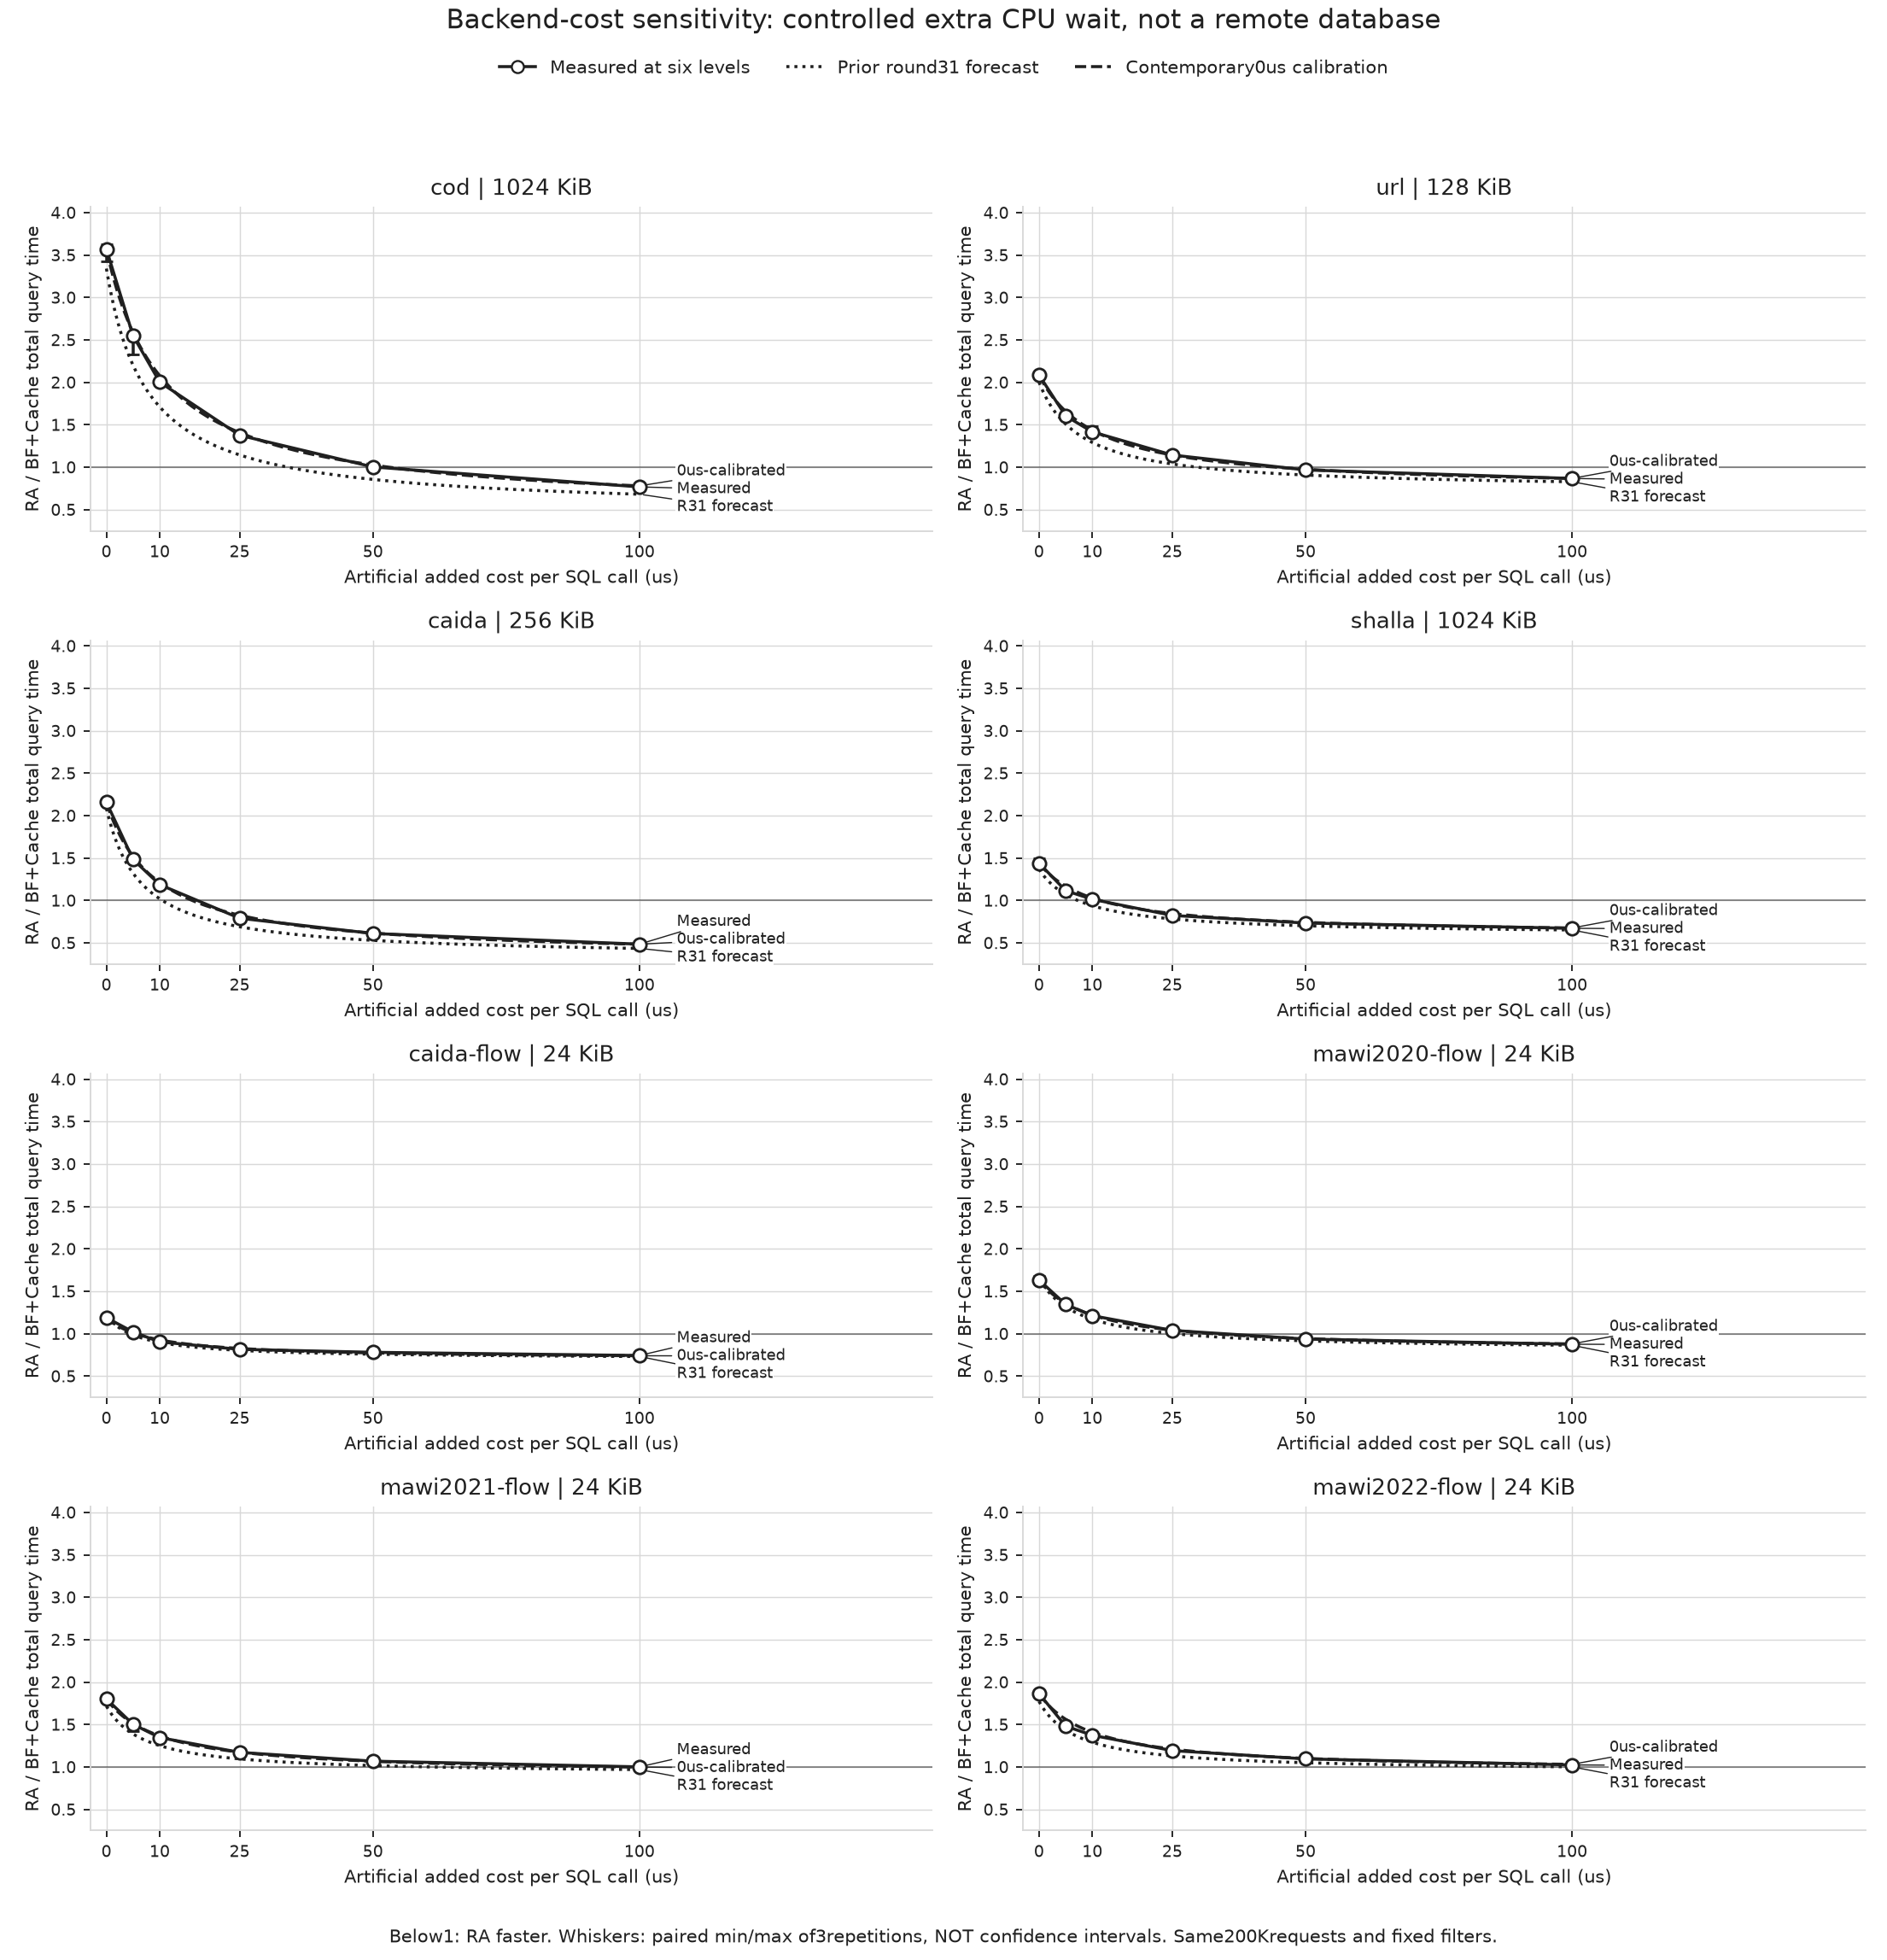 Backend-cost sensitivity: controlled extra CPU wait, not a remote database
Measured at six levels
Prior round31 forecast
Contemporary0us calibration
cod | 1024 KiB
RA / BF+Cache total query time
4.0
3.5
3.0
2.5
2.0
1.5
1.0
0.5
0us-calibrated
Measured
R31 forecast
0 10 25 50 100
Artificial added cost per SQL call (us)
url | 128 KiB
RA / BF+Cache total query time
4.0
3.5
3.0
2.5
2.0
1.5
1.0
0.5
0us-calibrated
Measured
R31 forecast
0 10 25 50 100
Artificial added cost per SQL call (us)
caida | 256 KiB
RA / BF+Cache total query time
4.0
3.5
3.0
2.5
2.0
1.5
1.0
0.5
Measured
0us-calibrated
R31 forecast
0 10 25 50 100
Artificial added cost per SQL call (us)
shalla | 1024 KiB
RA / BF+Cache total query time
4.0
3.5
3.0
2.5
2.0
1.5
1.0
0.5
0us-calibrated
Measured
R31 forecast
0 10 25 50 100
Artificial added cost per SQL call (us)
caida-flow | 24 KiB
RA / BF+Cache total query time
4.0
3.5
3.0
2.5
2.0
1.5
1.0
0.5
Measured
0us-calibrated
R31 forecast
0 10 25 50 100
Artificial added cost per SQL call (us)
mawi2020-flow | 24 KiB
RA / BF+Cache total query time
4.0
3.5
3.0
2.5
2.0
1.5
1.0
0.5
0us-calibrated
Measured
R31 forecast
0 10 25 50 100
Artificial added cost per SQL call (us)
mawi2021-flow | 24 KiB
RA / BF+Cache total query time
4.0
3.5
3.0
2.5
2.0
1.5
1.0
0.5
Measured
0us-calibrated
R31 forecast
0 10 25 50 100
Artificial added cost per SQL call (us)
mawi2022-flow | 24 KiB
RA / BF+Cache total query time
4.0
3.5
3.0
2.5
2.0
1.5
1.0
0.5
0us-calibrated
Measured
R31 forecast
0 10 25 50 100
Artificial added cost per SQL call (us)
Below1: RA faster. Whiskers: paired min/max of3repetitions, NOT confidence intervals. Same200Krequests and fixed filters.